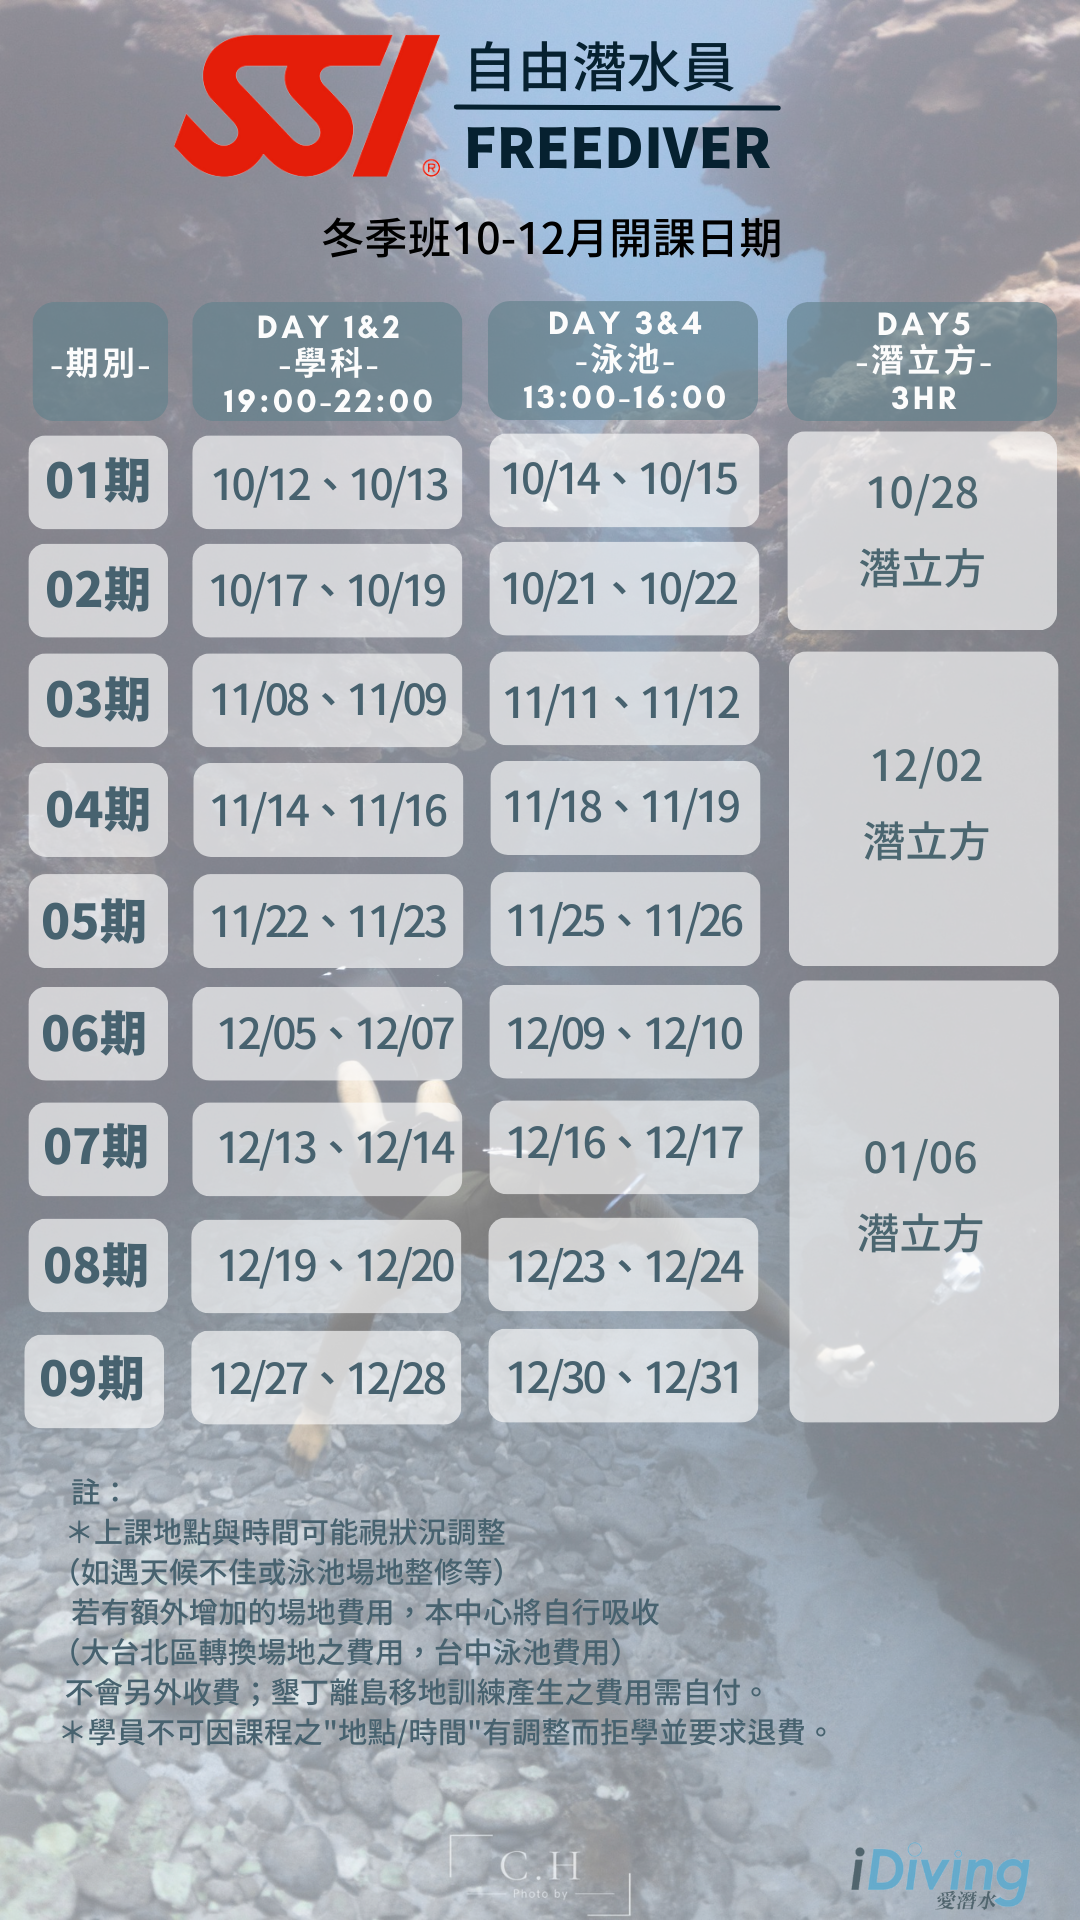 SSI®
自由潛水員
FREEDIVER
冬季班10-12月開課日期
-期別-
DAY 1&2
-學科-
19:00-22:00
DAY 3&4
-泳池-
13:00-16:00
DAY5
-潛立方-
3HR
01期
10/12、10/13
10/14、10/15
10/28
潛立方
02期
10/17、10/19
10/21、10/22
03期
11/08、11/09
11/11、11/12
12/02
潛立方
04期
11/14、11/16
11/18、11/19
05期
11/22、11/23
11/25、11/26
06期
12/05、12/07
12/09、12/10
01/06
潛立方
07期
12/13、12/14
12/16、12/17
08期
12/19、12/20
12/23、12/24
09期
12/27、12/28
12/30、12/31
註：
＊上課地點與時間可能視狀況調整
（如遇天候不佳或泳池場地整修等）
若有額外增加的場地費用，本中心將自行吸收
（大台北區轉換場地之費用，台中泳池費用）
不會另外收費；墾丁離島移地訓練產生之費用需自付。
＊學員不可因課程之"地點/時間"有調整而拒學並要求退費。
C.H
Photo by
iDiving
愛潛水